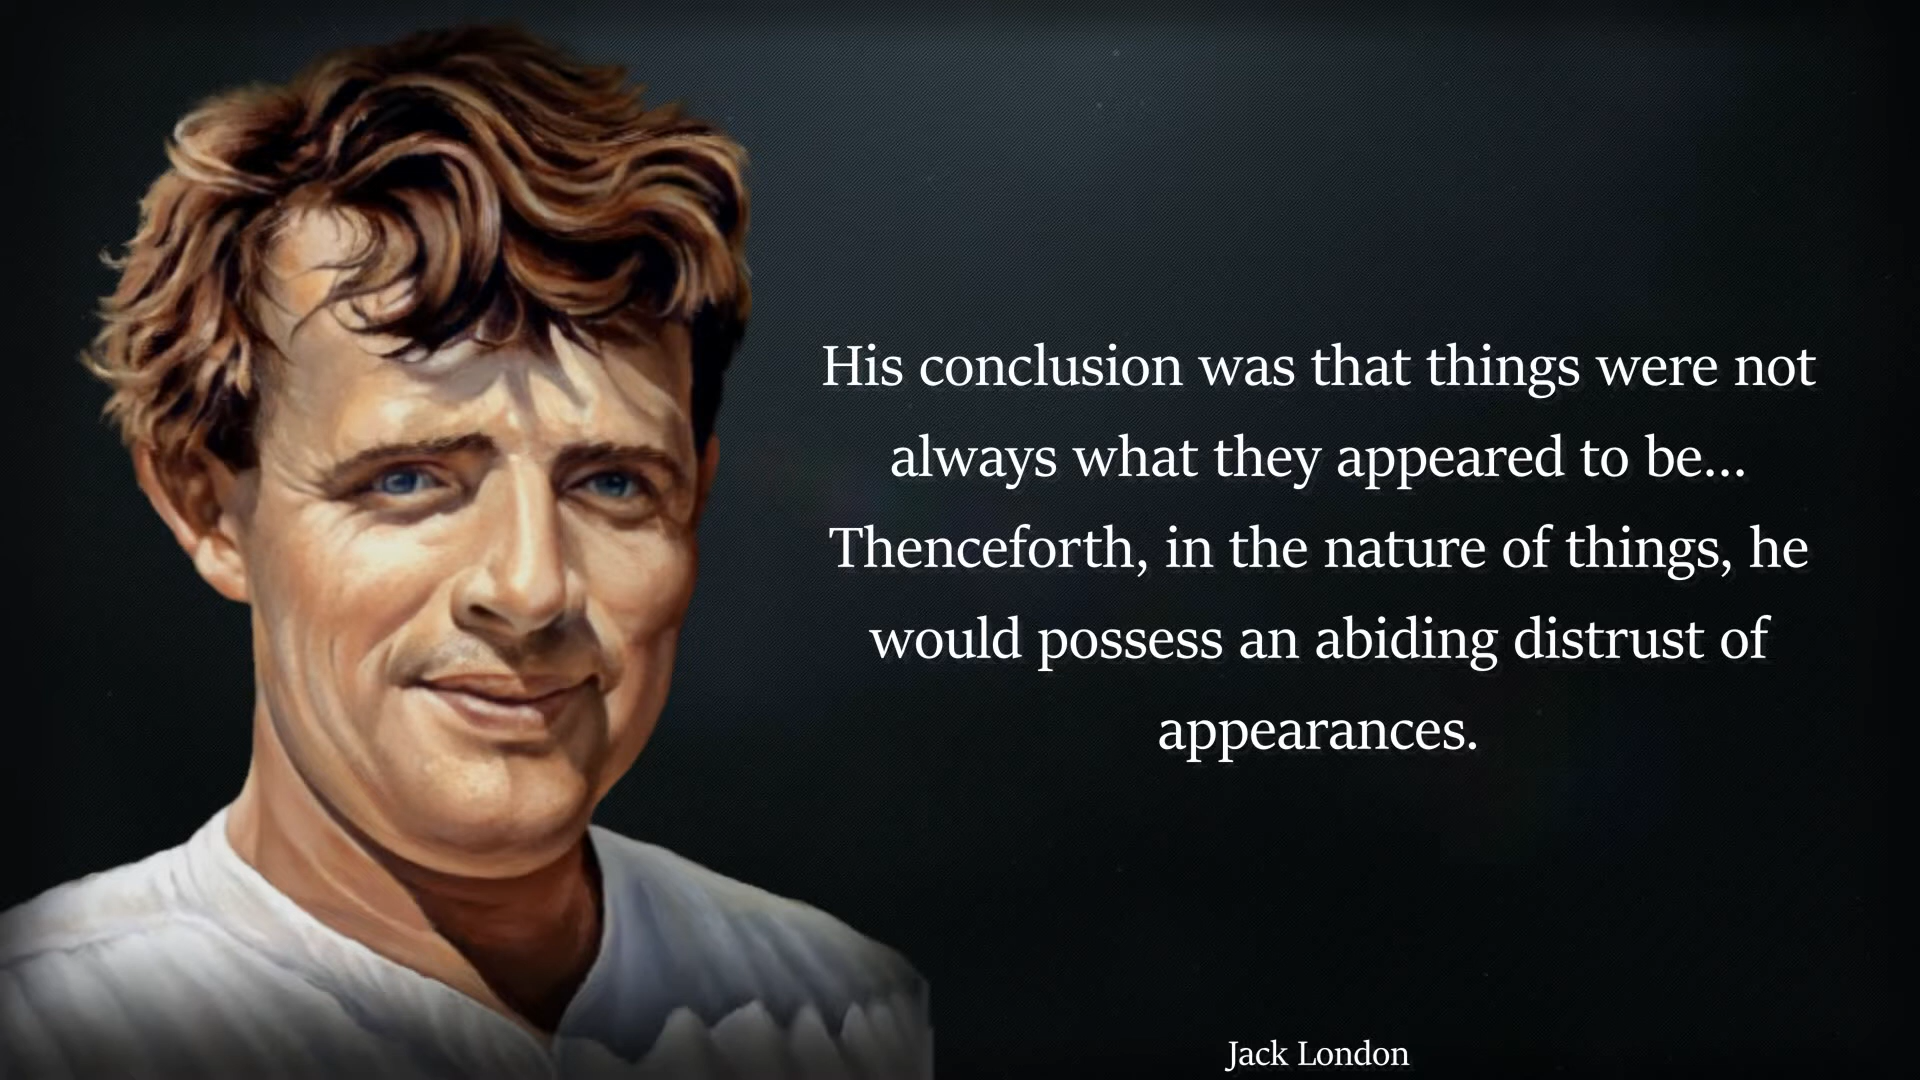 His conclusion was that things were not
always what they appeared to be...
Thenceforth, in the nature of things, he
would possess an abiding distrust of
appearances.
Jack London